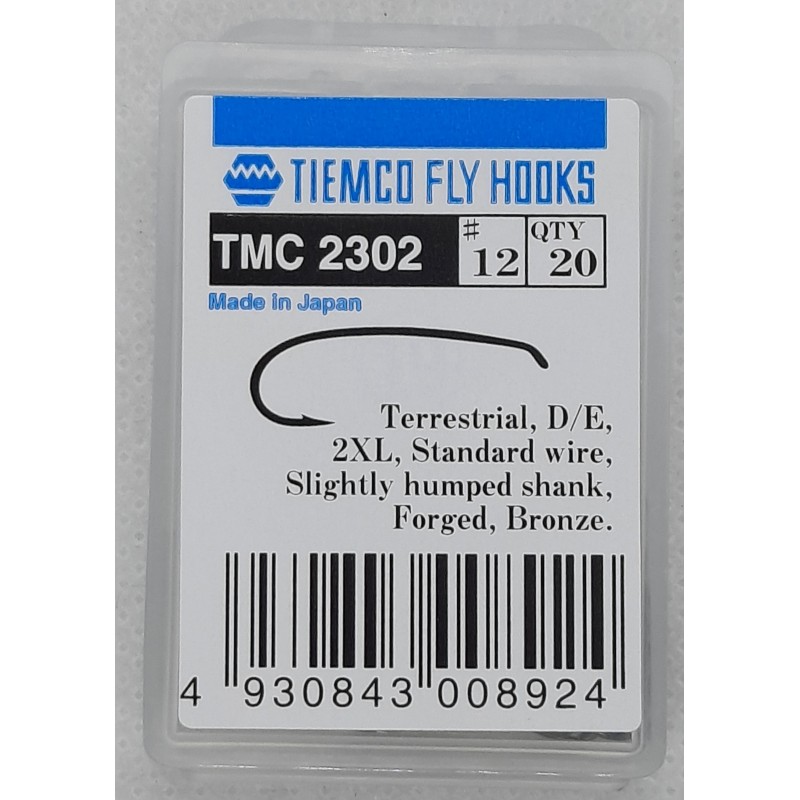 TIEMCO FLY HOOKS
TMC 2302 # 12 QTY 20
Made in Japan
Terrestrial, D/E,
2XL, Standard wire,
Slightly humped shank,
Forged, Bronze.
4 930843 008924